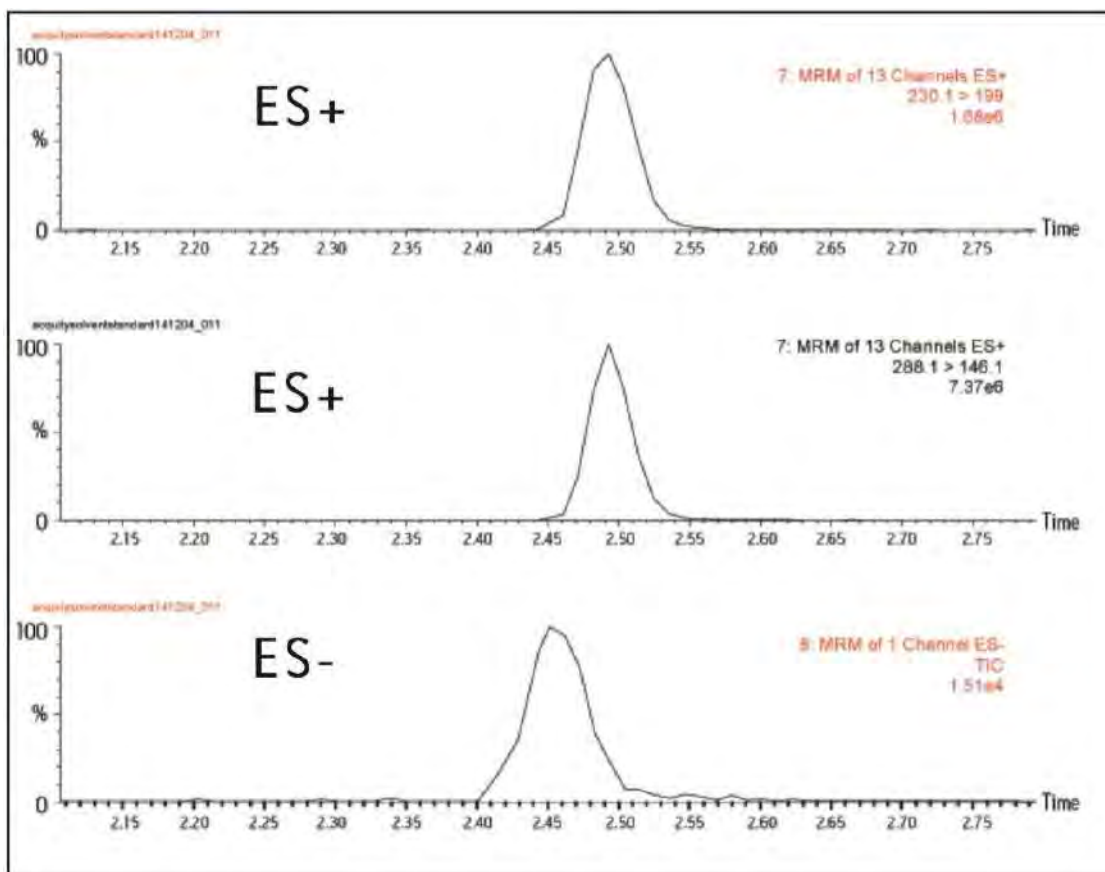 acquitysolventstandard141204_011
100
%
0
ES+
7: MRM of 13 Channels ES+
230.1 > 199
1.68e6
2.15 2.20 2.25 2.30 2.35 2.40 2.45 2.50 2.55 2.60 2.65 2.70 2.75
Time
acquitysolventstandard141204_011
100
%
0
ES+
7: MRM of 13 Channels ES+
288.1 > 146.1
7.37e6
2.15 2.20 2.25 2.30 2.35 2.40 2.45 2.50 2.55 2.60 2.65 2.70 2.75
Time
acquitysolventstandard141204_011
100
%
0
ES-
8: MRM of 1 Channel ES-
TIC
1.51e4
2.15 2.20 2.25 2.30 2.35 2.40 2.45 2.50 2.55 2.60 2.65 2.70 2.75
Time